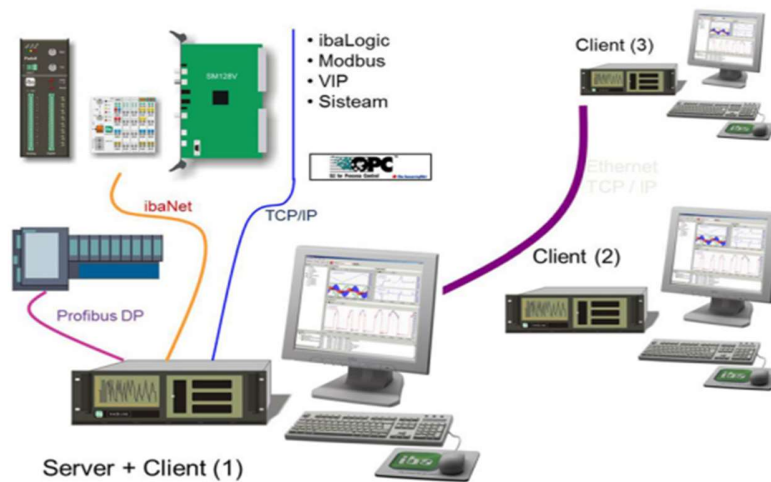 • ibaLogic
• Modbus
• VIP
• Sisteam
SM128V
OPC
ibaNet
TCP/IP
Profibus DP
Client (3)
Ethernet
TCP / IP
Client (2)
Server + Client (1)
iba